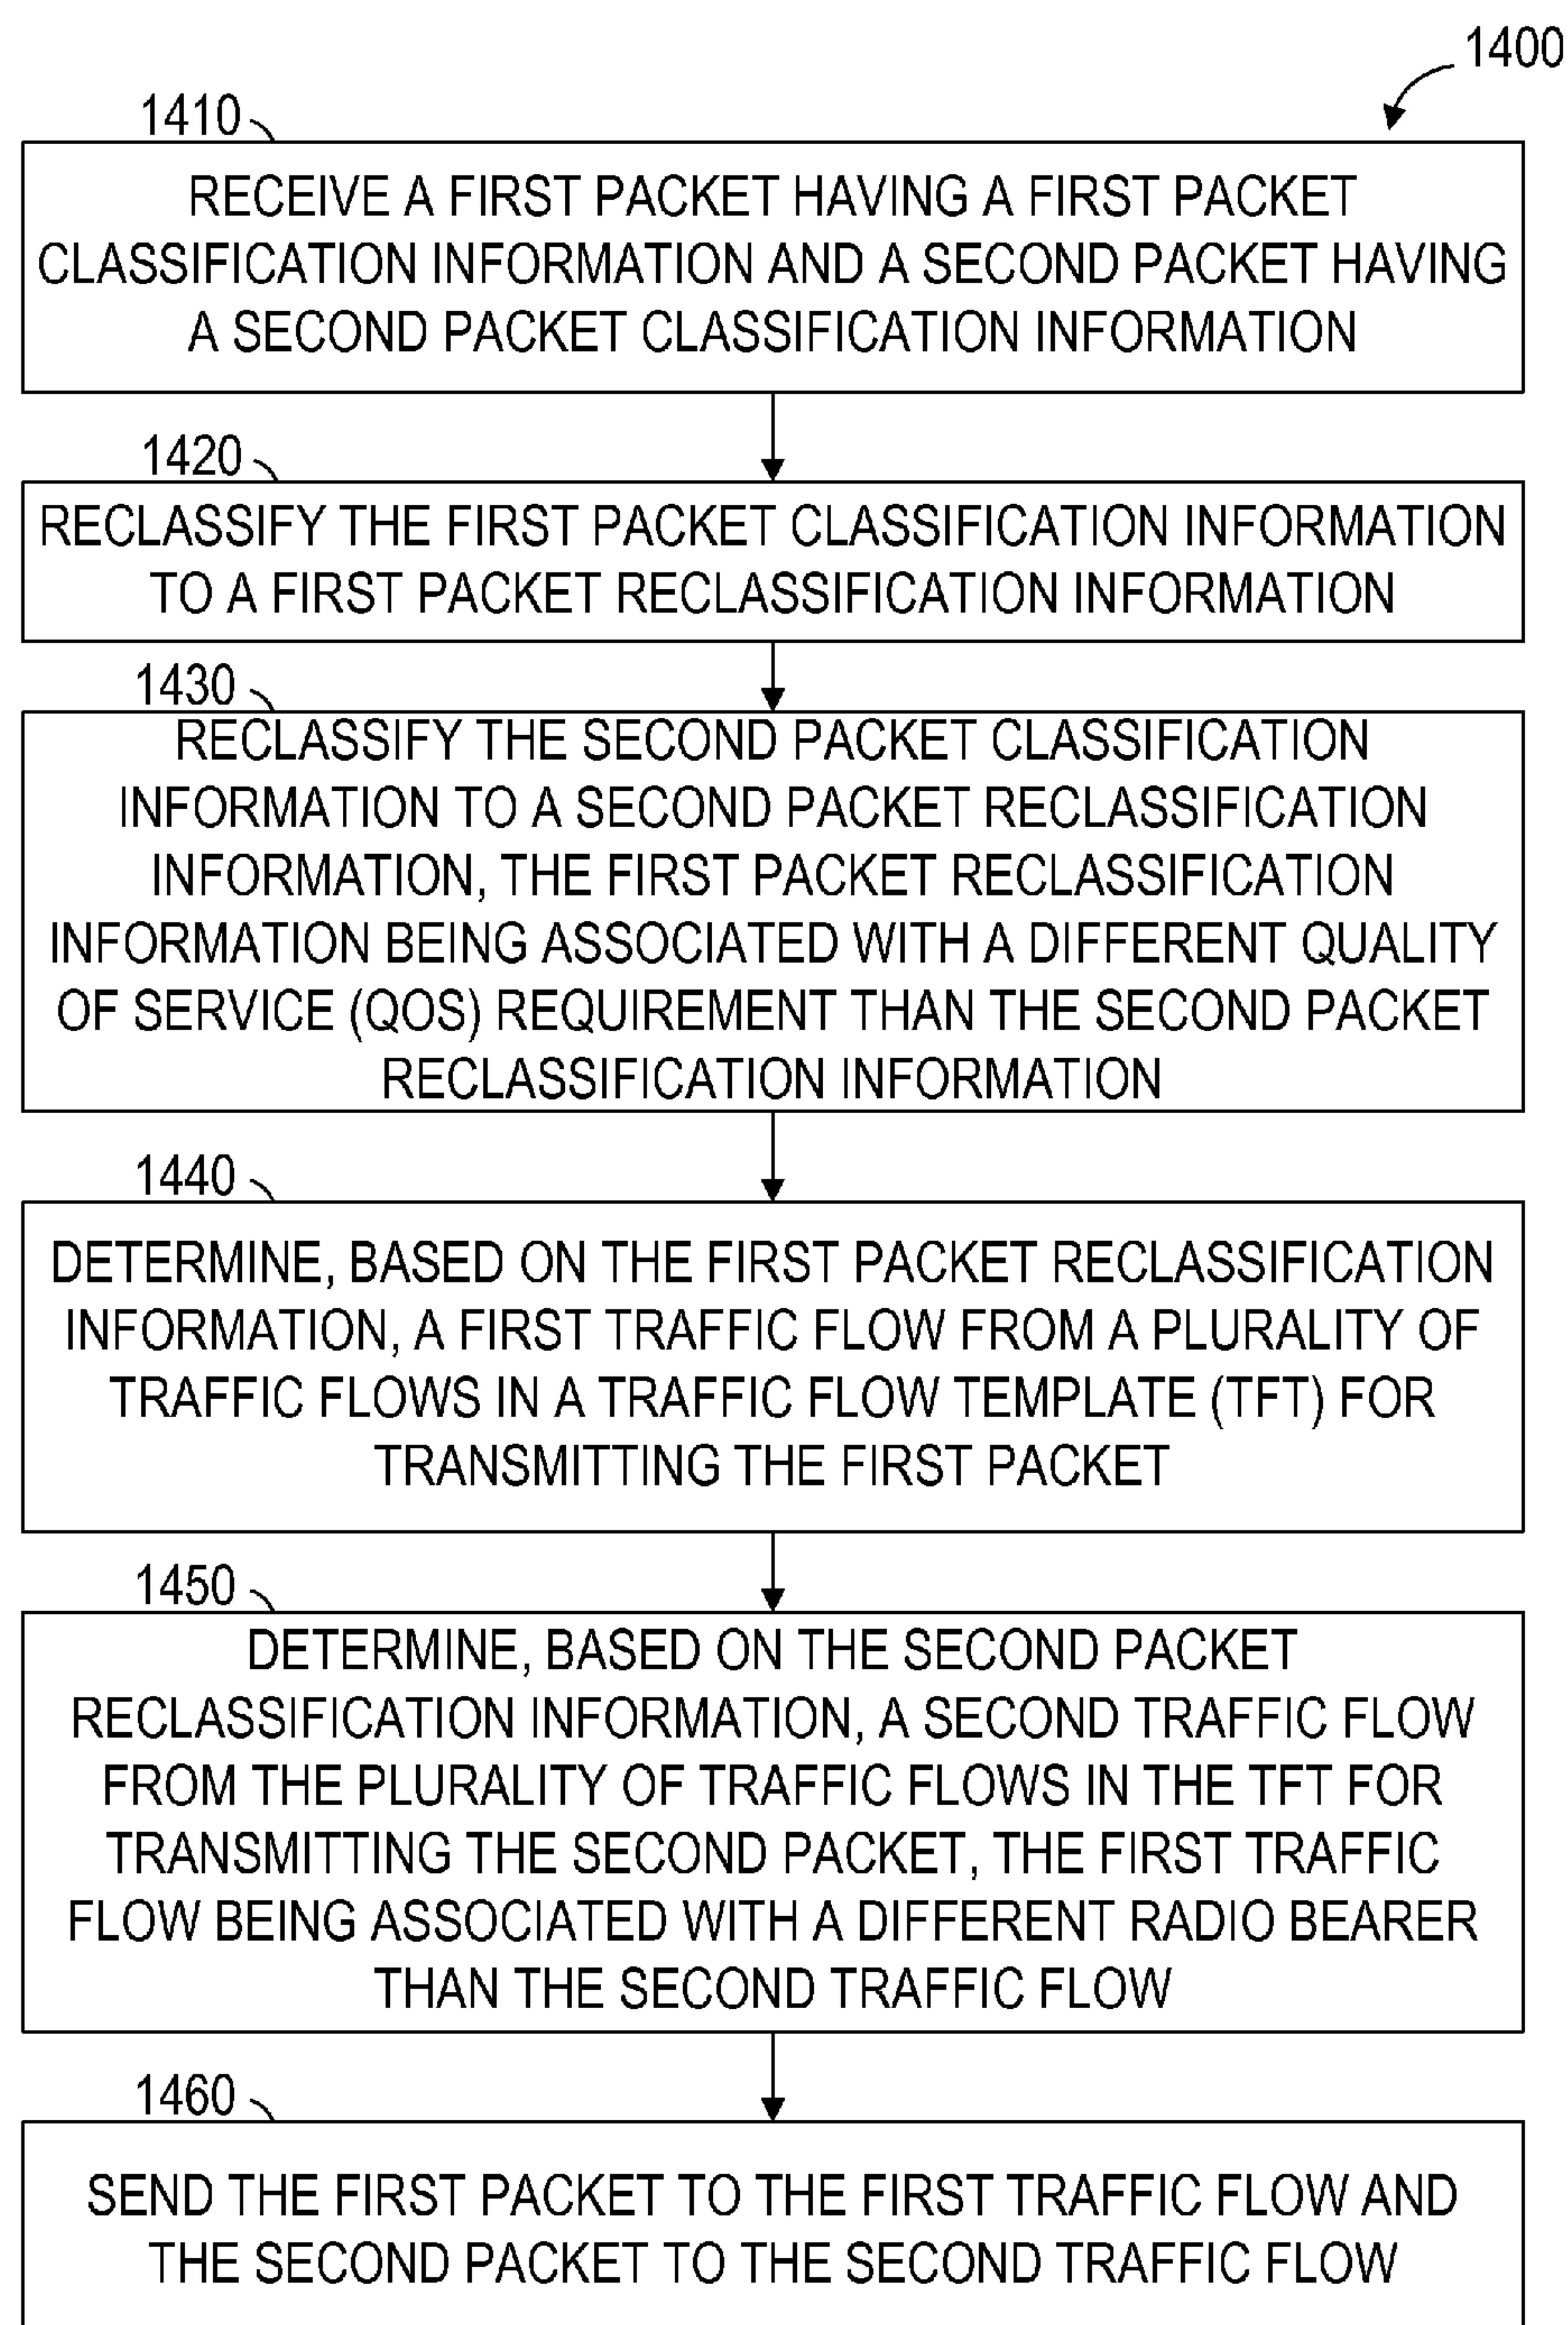 1400
1410
RECEIVE A FIRST PACKET HAVING A FIRST PACKET
CLASSIFICATION INFORMATION AND A SECOND PACKET HAVING
A SECOND PACKET CLASSIFICATION INFORMATION
1420
RECLASSIFY THE FIRST PACKET CLASSIFICATION INFORMATION
TO A FIRST PACKET RECLASSIFICATION INFORMATION
1430
RECLASSIFY THE SECOND PACKET CLASSIFICATION
INFORMATION TO A SECOND PACKET RECLASSIFICATION
INFORMATION, THE FIRST PACKET RECLASSIFICATION
INFORMATION BEING ASSOCIATED WITH A DIFFERENT QUALITY
OF SERVICE (QOS) REQUIREMENT THAN THE SECOND PACKET
RECLASSIFICATION INFORMATION
1440
DETERMINE, BASED ON THE FIRST PACKET RECLASSIFICATION
INFORMATION, A FIRST TRAFFIC FLOW FROM A PLURALITY OF
TRAFFIC FLOWS IN A TRAFFIC FLOW TEMPLATE (TFT) FOR
TRANSMITTING THE FIRST PACKET
1450
DETERMINE, BASED ON THE SECOND PACKET
RECLASSIFICATION INFORMATION, A SECOND TRAFFIC FLOW
FROM THE PLURALITY OF TRAFFIC FLOWS IN THE TFT FOR
TRANSMITTING THE SECOND PACKET, THE FIRST TRAFFIC
FLOW BEING ASSOCIATED WITH A DIFFERENT RADIO BEARER
THAN THE SECOND TRAFFIC FLOW
1460
SEND THE FIRST PACKET TO THE FIRST TRAFFIC FLOW AND
THE SECOND PACKET TO THE SECOND TRAFFIC FLOW